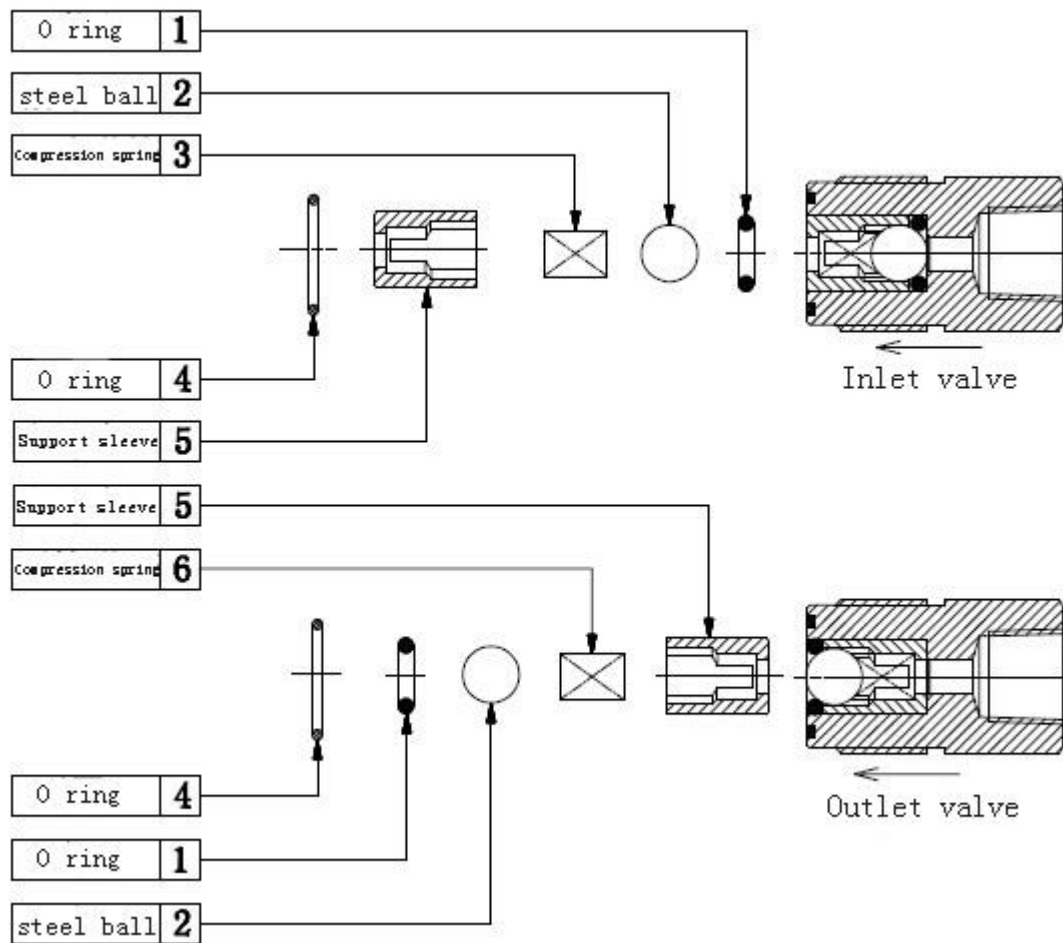 O ring 1
steel ball 2
Compression spring 3
O ring 4
Inlet valve
Support sleeve 5
Support sleeve 5
Compression spring 6
O ring 4
Outlet valve
O ring 1
steel ball 2